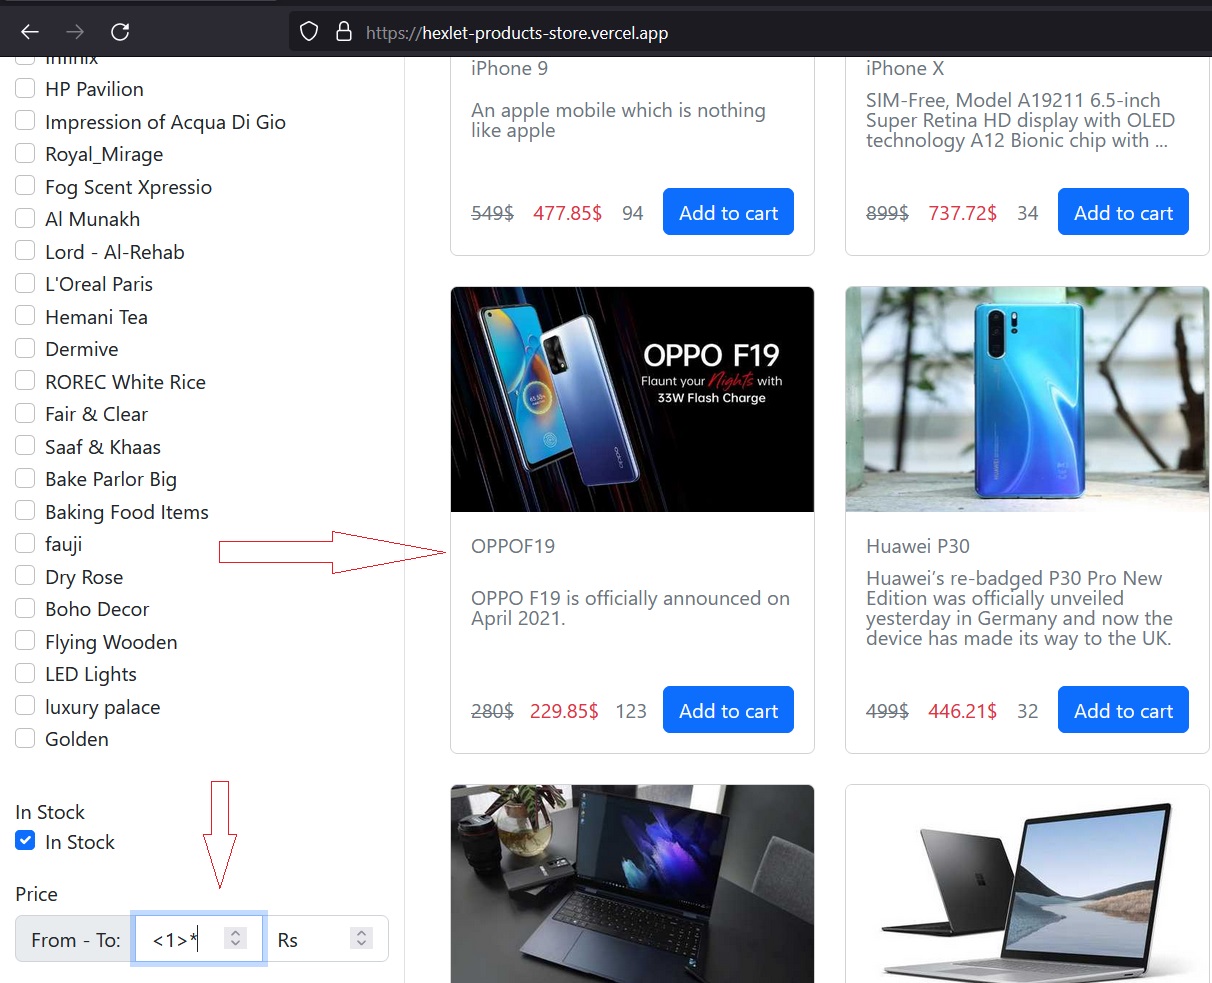 https://hexlet-products-store.vercel.app
Infinix
HP Pavilion
Impression of Acqua Di Gio
Royal_Mirage
Fog Scent Xpressio
Al Munakh
Lord - Al-Rehab
L'Oreal Paris
Hemani Tea
Dermive
ROREC White Rice
Fair & Clear
Saaf & Khaas
Bake Parlor Big
Baking Food Items
fauji
Dry Rose
Boho Decor
Flying Wooden
LED Lights
luxury palace
Golden
In Stock
In Stock
Price
From - To: <1>* Rs
iPhone 9
An apple mobile which is nothing
like apple
549$ 477.85$ 94 Add to cart
iPhone X
SIM-Free, Model A19211 6.5-inch
Super Retina HD display with OLED
technology A12 Bionic chip with ...
899$ 737.72$ 34 Add to cart
OPPO F19
Flaunt your Nights with
33W Flash Charge
oppo
OPPOF19
OPPO F19 is officially announced on
April 2021.
280$ 229.85$ 123 Add to cart
Huawei P30
Huawei’s re-badged P30 Pro New
Edition was officially unveiled
yesterday in Germany and now the
device has made its way to the UK.
499$ 446.21$ 32 Add to cart